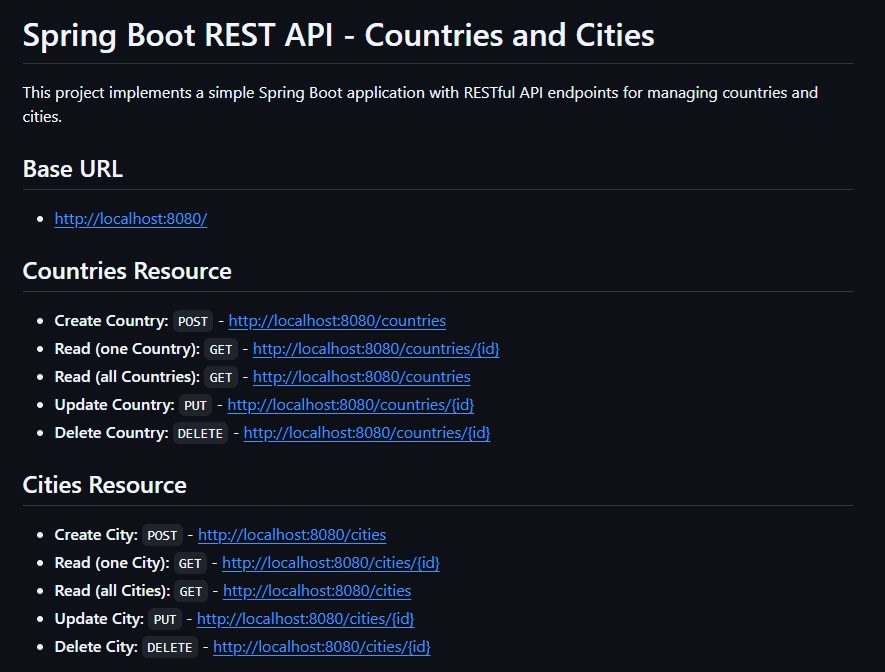 Spring Boot REST API - Countries and Cities
This project implements a simple Spring Boot application with RESTful API endpoints for managing countries and
cities.
Base URL
• http://localhost:8080/
Countries Resource
• Create Country: POST - http://localhost:8080/countries
• Read (one Country): GET - http://localhost:8080/countries/{id}
• Read (all Countries): GET - http://localhost:8080/countries
• Update Country: PUT - http://localhost:8080/countries/{id}
• Delete Country: DELETE - http://localhost:8080/countries/{id}
Cities Resource
• Create City: POST - http://localhost:8080/cities
• Read (one City): GET - http://localhost:8080/cities/{id}
• Read (all Cities): GET - http://localhost:8080/cities
• Update City: PUT - http://localhost:8080/cities/{id}
• Delete City: DELETE - http://localhost:8080/cities/{id}